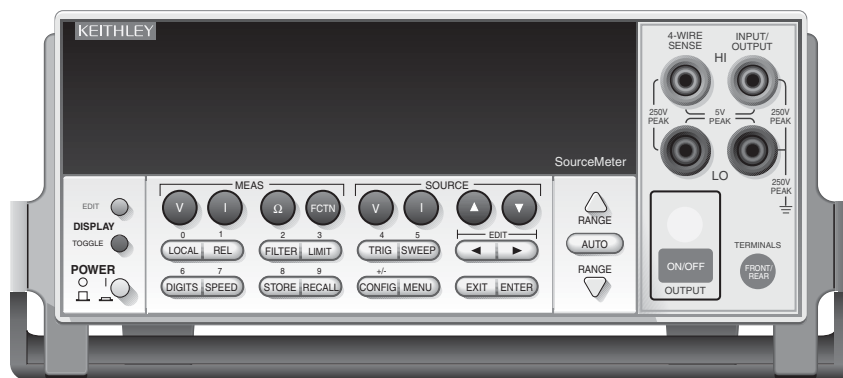 KEITHLEY
SourceMeter
4-WIRE SENSE
INPUT/ OUTPUT
HI
250V PEAK
5V PEAK
250V PEAK
LO
250V PEAK
MEAS
SOURCE
EDIT
DISPLAY
TOGGLE
POWER
V
I
Ω
FCTN
V
I
0
1
2
3
4
5
EDIT
LOCAL
REL
FILTER
LIMIT
TRIG
SWEEP
6
7
8
9
+/-
DIGITS
SPEED
STORE
RECALL
CONFIG
MENU
EXIT
ENTER
RANGE
AUTO
RANGE
ON/OFF
OUTPUT
TERMINALS
FRONT/ REAR